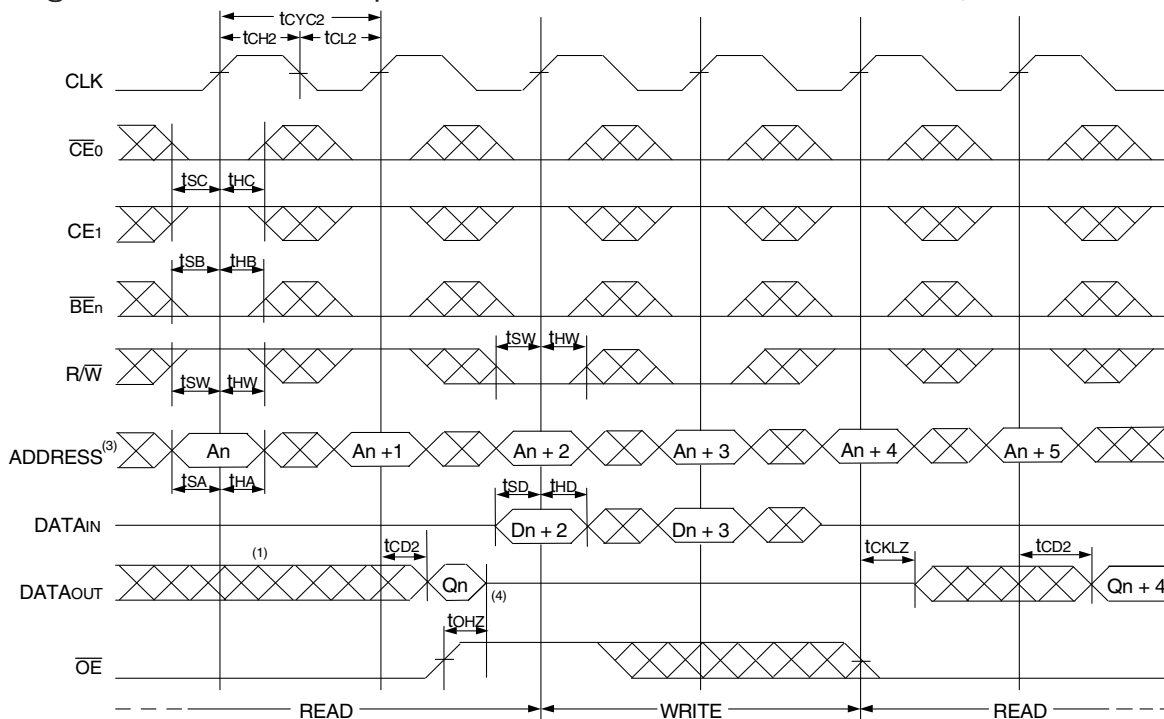 tCYC2
tCH2 tCL2
CLK
CE0
tSC tHC
CE1
tSB tHB
BEn
tSW tHW
R/W
tSW tHW
ADDRESS(3) An An +1 An + 2 An + 3 An + 4 An + 5
tSA tHA tSD tHD
DATAIN Dn + 2 Dn + 3
tCD2 tCKLZ tCD2
(1)
DATAOUT Qn (4) Qn + 4
tOHZ
OE
READ WRITE READ